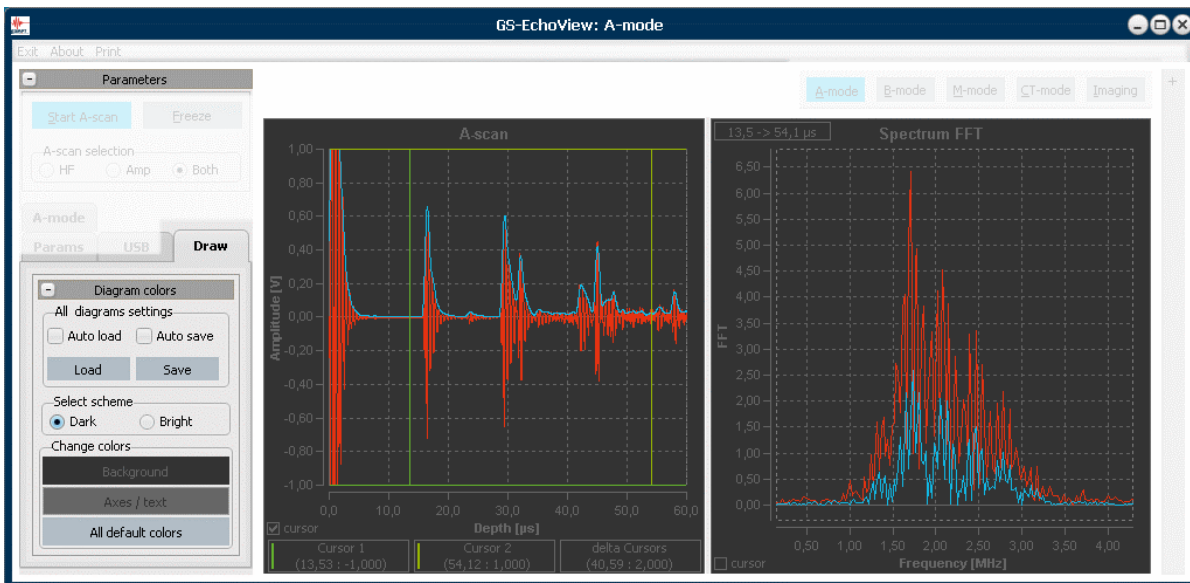 GS-EchoView: A-mode
Exit About Print
Parameters
Start A-scan Freeze
A-scan selection
HF Amp Both
A-mode
Params USB Draw
Diagram colors
All diagrams settings
Auto load Auto save
Load Save
Select scheme
Dark Bright
Change colors
Background
Axes / text
All default colors
A-mode B-mode M-mode CT-mode Imaging +
A-scan
Amplitude [V]
1,00
0,80
0,60
0,40
0,20
0,00
-0,20
-0,40
-0,60
-0,80
-1,00
0,0 10,0 20,0 30,0 40,0 50,0 60,0
Depth [µs]
cursor
Cursor 1
(13,53 : -1,000)
Cursor 2
(54,12 : 1,000)
delta Cursors
(40,59 : 2,000)
13,5 -> 54,1 µs
Spectrum FFT
FFT
6,50
6,00
5,50
5,00
4,50
4,00
3,50
3,00
2,50
2,00
1,50
1,00
0,50
0,00
0,50 1,00 1,50 2,00 2,50 3,00 3,50 4,00
Frequency [MHz]
cursor